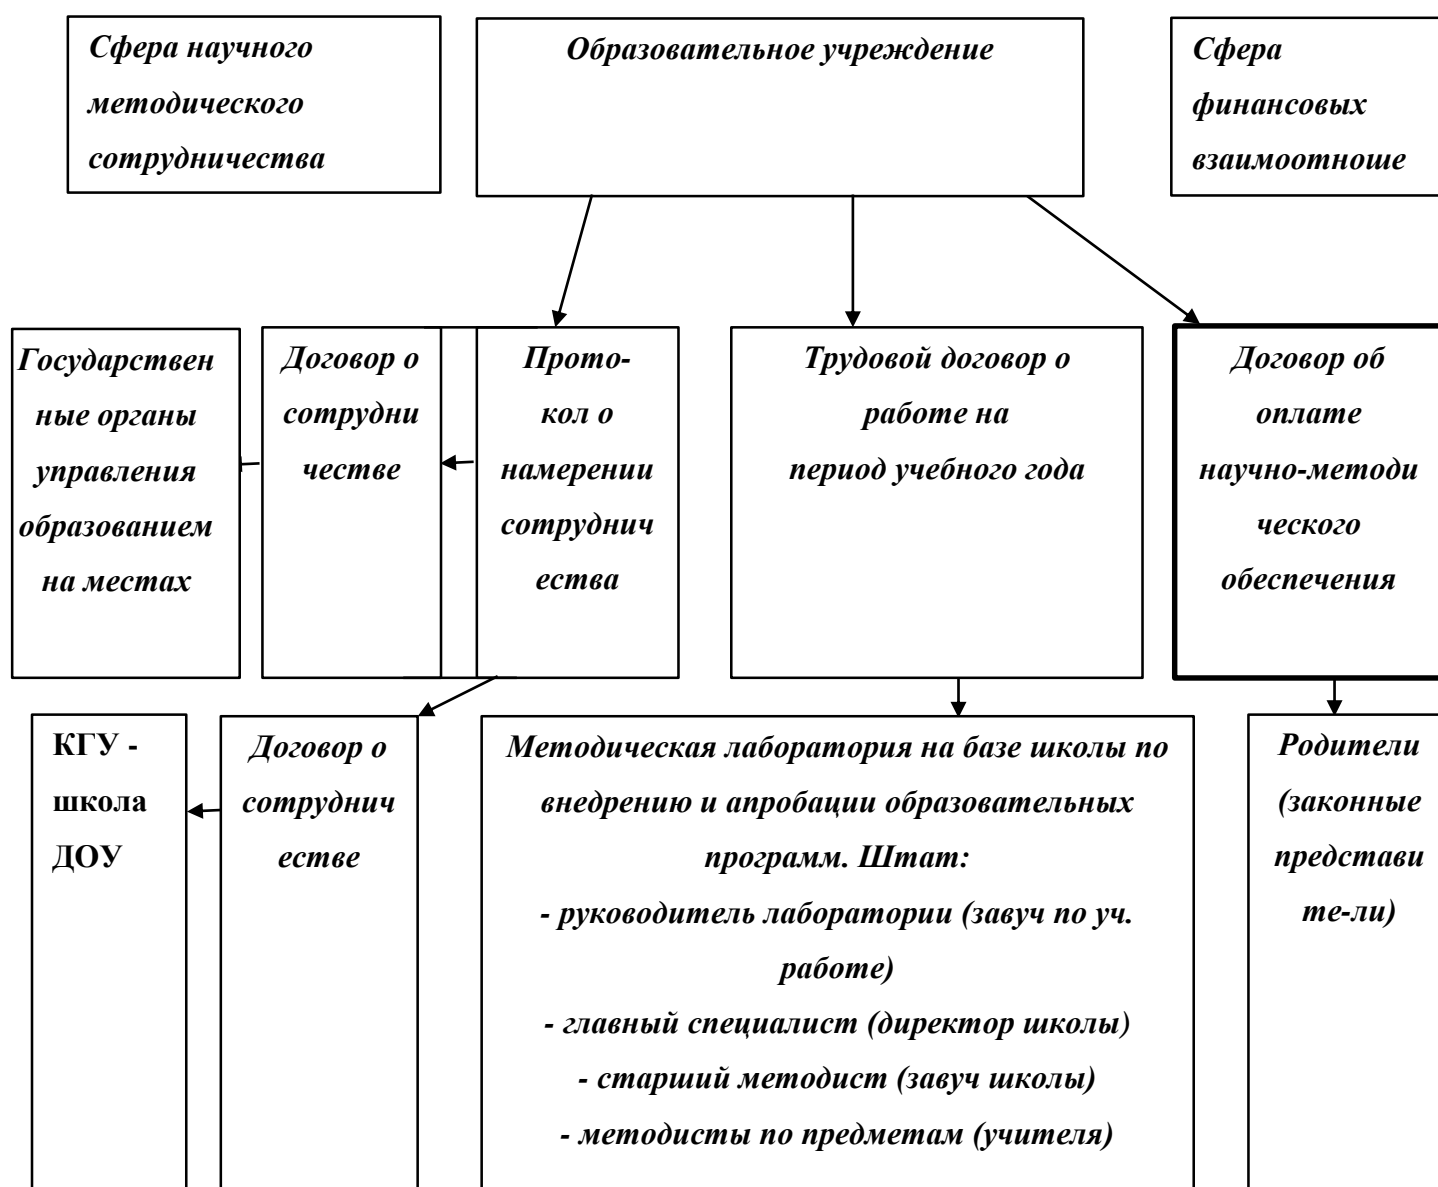 Сфера научного
методического
сотрудничества
Образовательное учреждение
Сфера
финансовых
взаимоотноше
Государствен
ные органы
управления
образованием
на местах
Договор о
сотрудни
честве
Прото-
кол о
намерении
сотруднич
ества
Трудовой договор о
работе на
период учебного года
Договор об
оплате
научно-методи
ческого
обеспечения
КГУ -
школа
ДОУ
Договор о
сотруднич
естве
Методическая лаборатория на базе школы по
внедрению и апробации образовательных
программ. Штат:
- руководитель лаборатории (завуч по уч.
работе)
- главный специалист (директор школы)
- старший методист (завуч школы)
- методисты по предметам (учителя)
Родители
(законные
представи
те-ли)